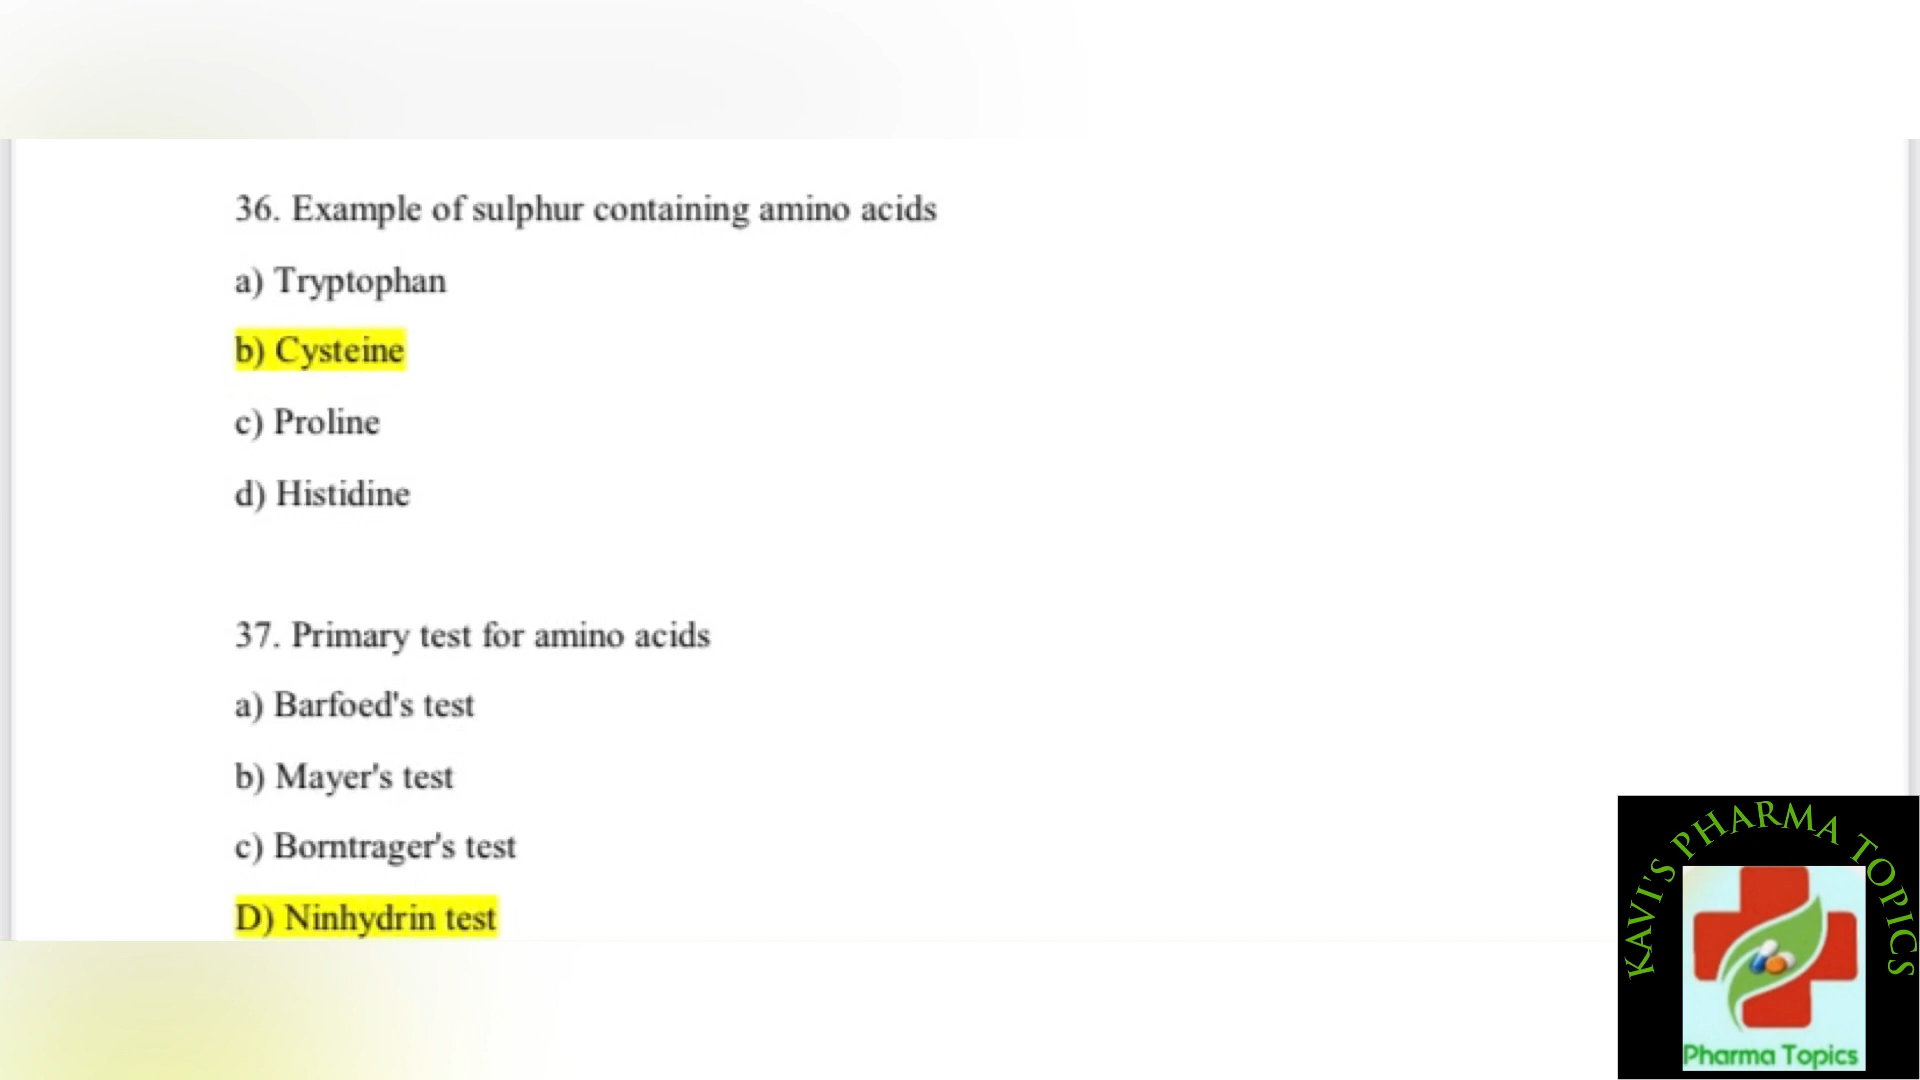 36. Example of sulphur containing amino acids
a) Tryptophan
b) Cysteine
c) Proline
d) Histidine
37. Primary test for amino acids
a) Barfoed's test
b) Mayer's test
c) Borntrager's test
D) Ninhydrin test
KAVI'S PHARMA TOPICS
Pharma Topics